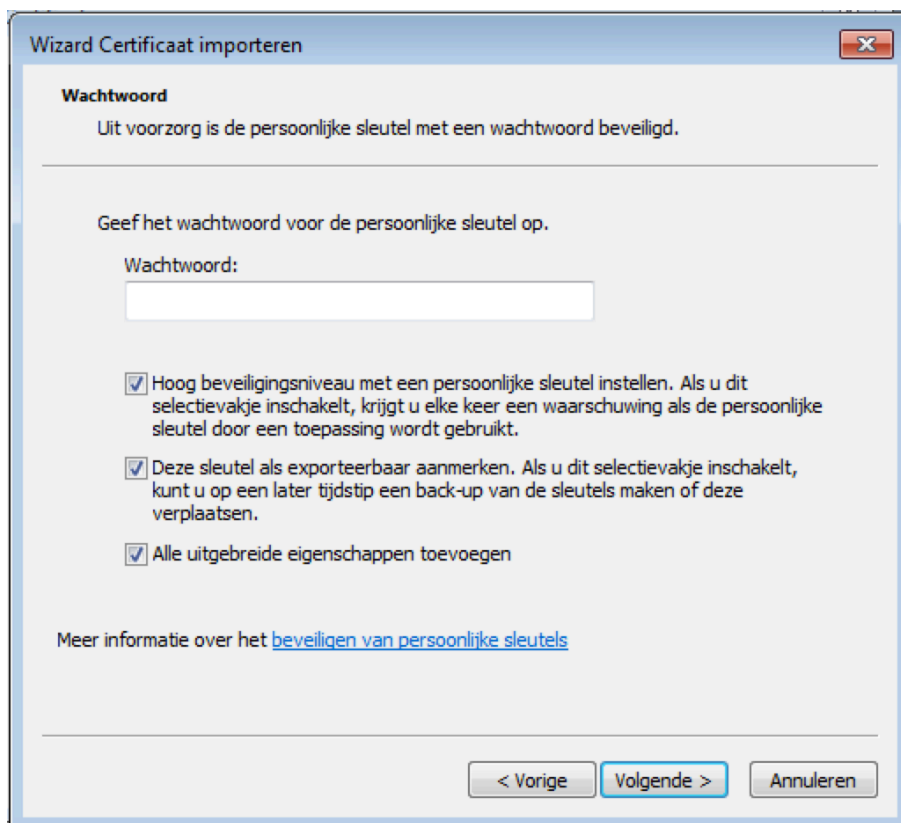 Wizard Certificaat importeren
Wachtwoord
Uit voorzorg is de persoonlijke sleutel met een wachtwoord beveiligd.
Geef het wachtwoord voor de persoonlijke sleutel op.
Wachtwoord:
Hoog beveiligingsniveau met een persoonlijke sleutel instellen. Als u dit
selectievakje inschakelt, krijgt u elke keer een waarschuwing als de persoonlijke
sleutel door een toepassing wordt gebruikt.
Deze sleutel als exporteerbaar aanmerken. Als u dit selectievakje inschakelt,
kunt u op een later tijdstip een back-up van de sleutels maken of deze
verplaatsen.
Alle uitgebreide eigenschappen toevoegen
Meer informatie over het beveiligen van persoonlijke sleutels
< Vorige Volgende > Annuleren